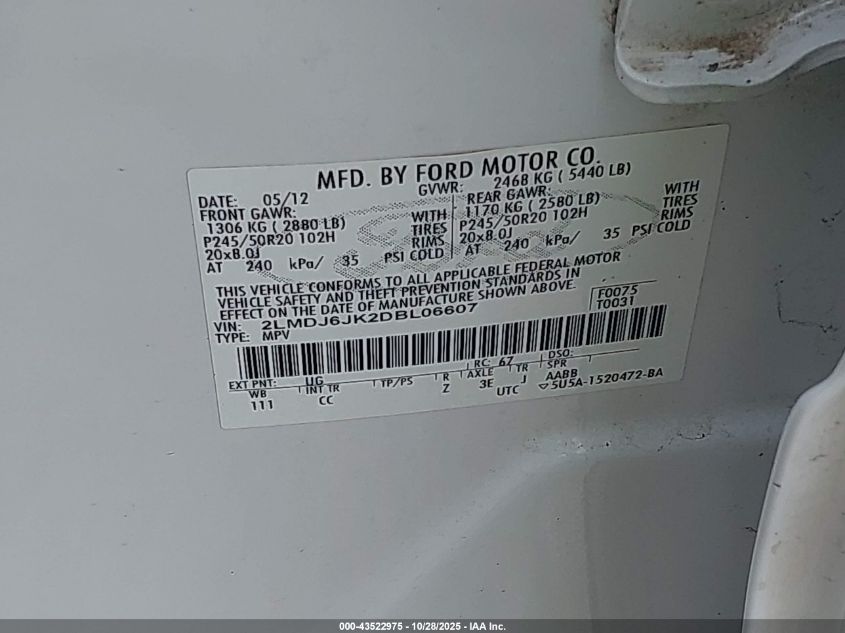 MFD. BY FORD MOTOR CO.
DATE: 05/12 GVWR: 2468 KG ( 5440 LB)
FRONT GAWR: REAR GAWR:
1306 KG ( 2880 LB) WITH 1170 KG ( 2580 LB) WITH
P245/50R20 102H TIRES P245/50R20 102H TIRES
20x8.0J RIMS 20x8.0J RIMS
AT 240 kPa/ 35 PSI COLD AT 240 kPa/ 35 PSI COLD
THIS VEHICLE CONFORMS TO ALL APPLICABLE FEDERAL MOTOR
VEHICLE SAFETY AND THEFT PREVENTION STANDARDS IN
EFFECT ON THE DATE OF MANUFACTURE SHOWN ABOVE.
VIN: 2LMDJ6JK2DBL06607 F0075
TYPE: MPV T0031
EXT PNT: UG RC: 67 DSO:
WB INT TR TP/PS R AXLE TR SPR
111 CC Z 3E J AABB
UTC ▽5U5A-1520472-BA
000-43522975 - 10/28/2025 - IAA Inc.